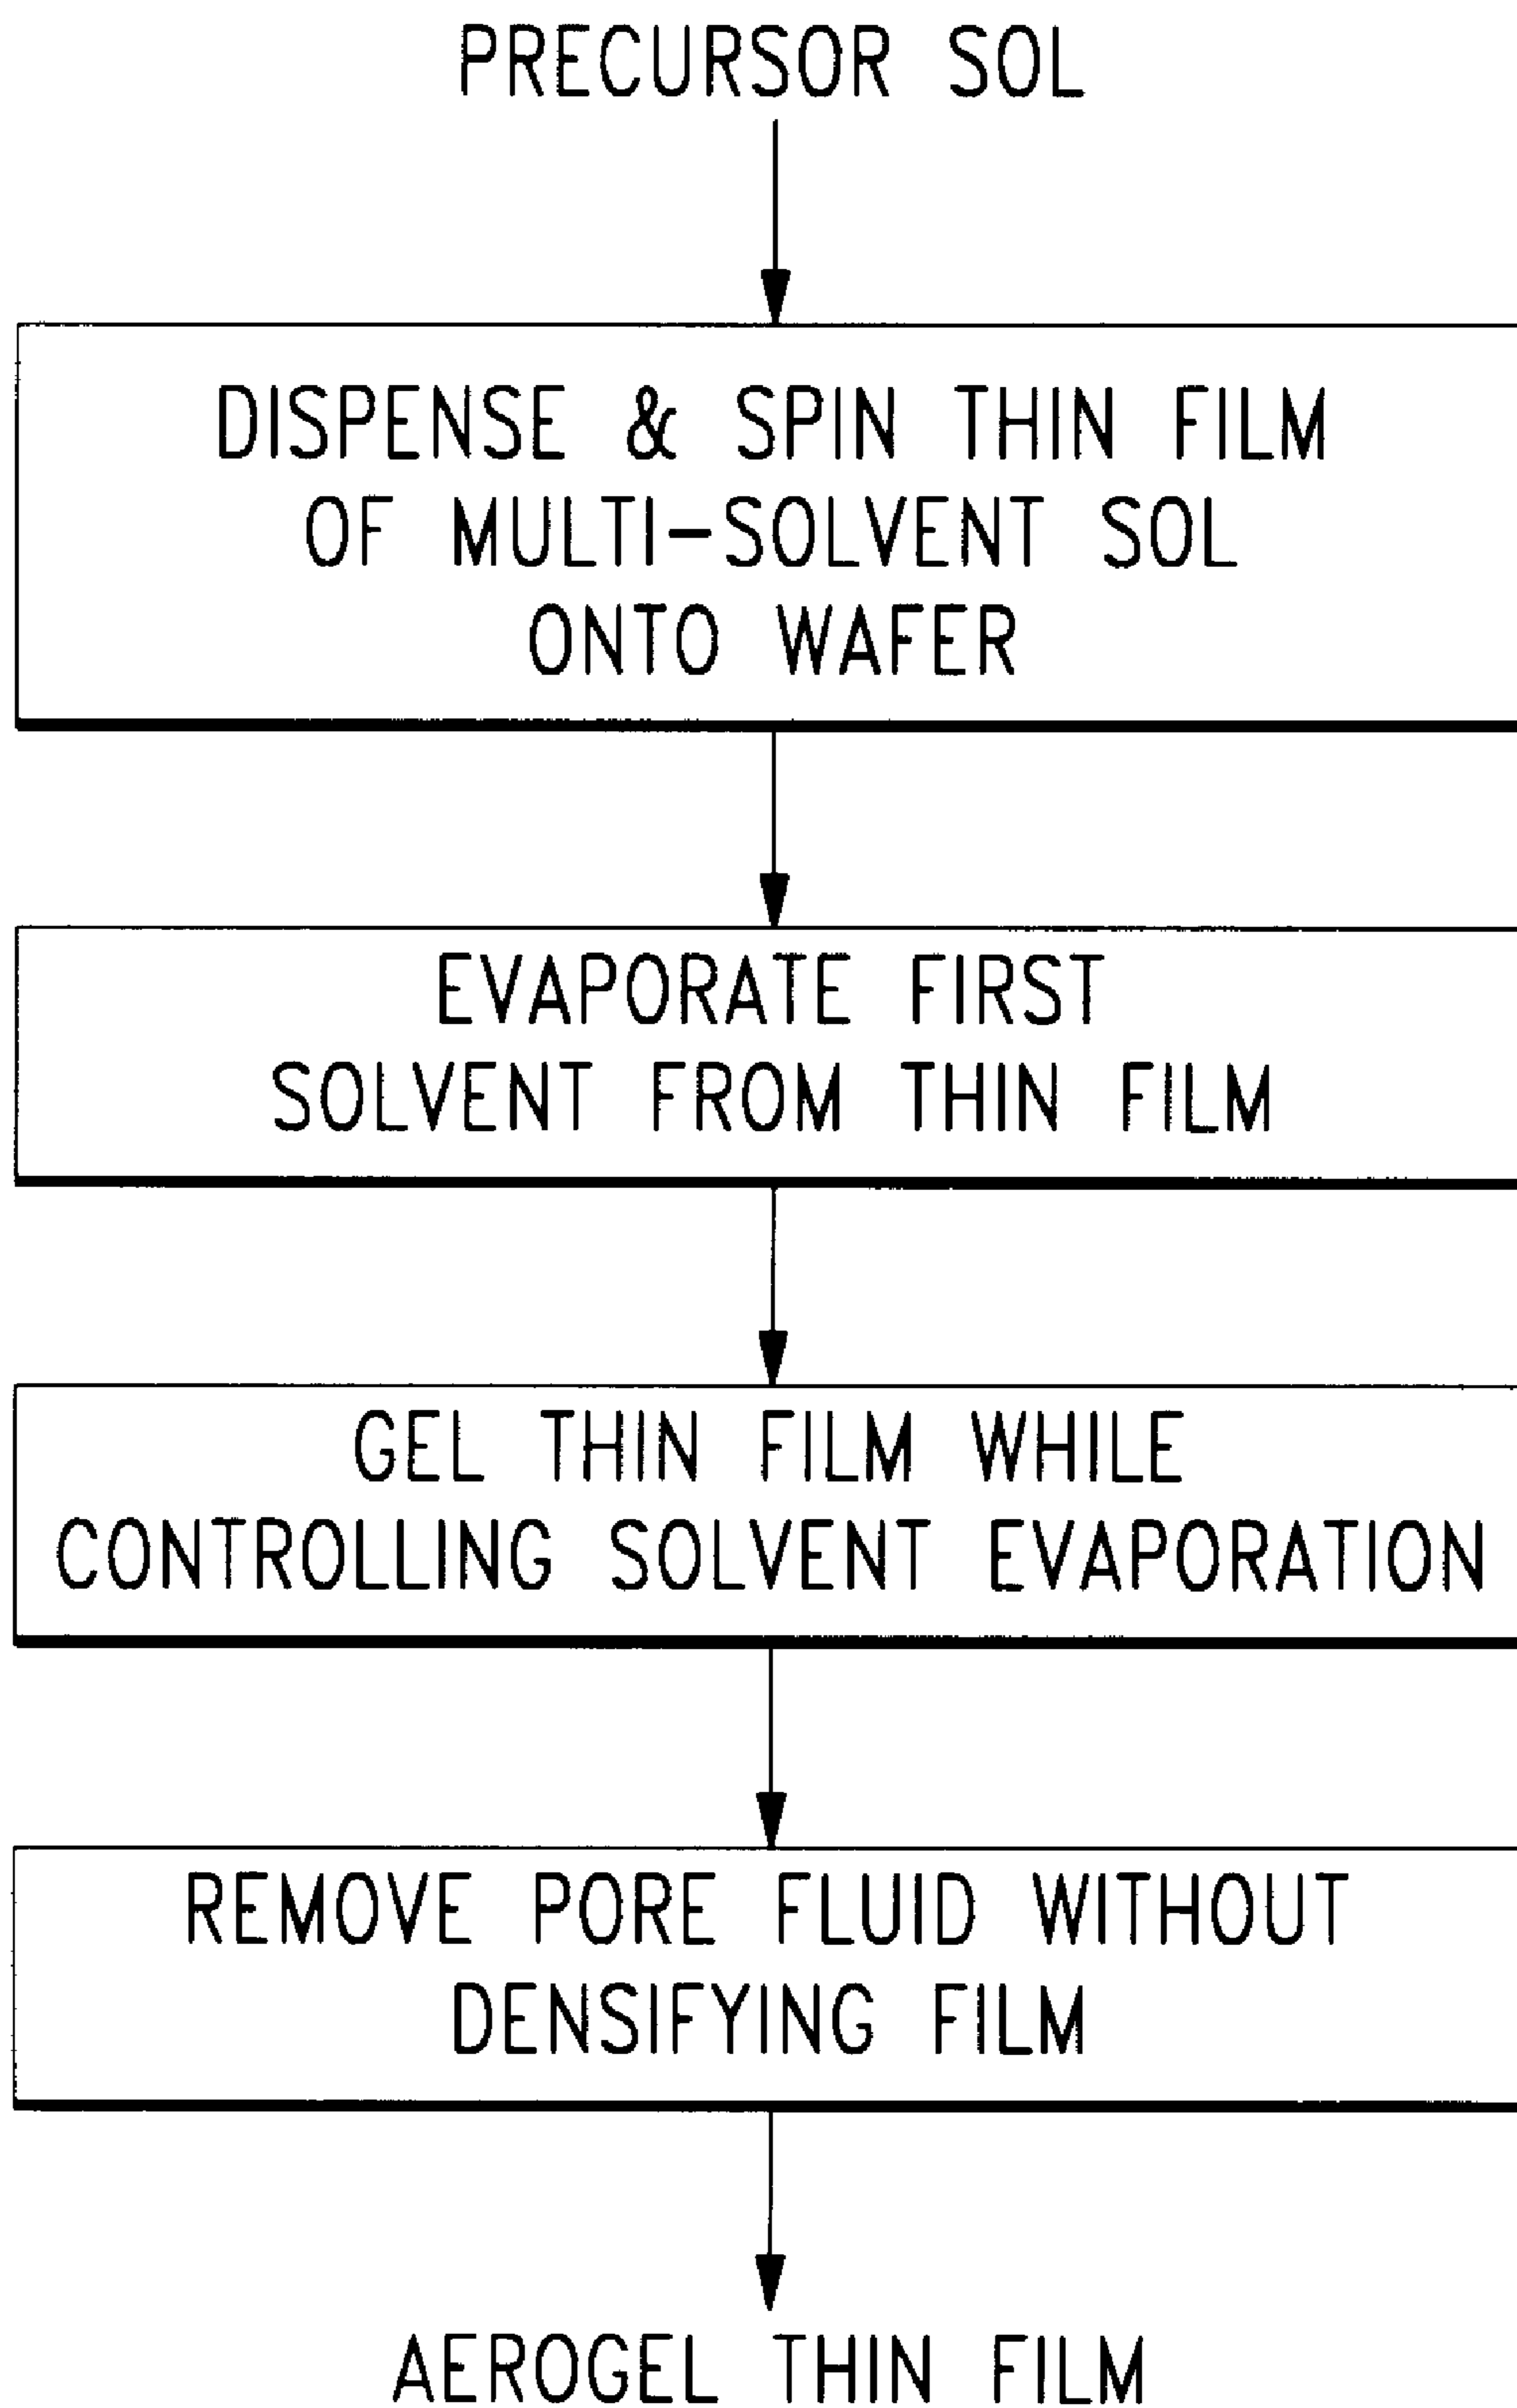 PRECURSOR SOL
DISPENSE & SPIN THIN FILM
OF MULTI-SOLVENT SOL
ONTO WAFER
EVAPORATE FIRST
SOLVENT FROM THIN FILM
GEL THIN FILM WHILE
CONTROLLING SOLVENT EVAPORATION
REMOVE PORE FLUID WITHOUT
DENSIFYING FILM
AEROGEL THIN FILM